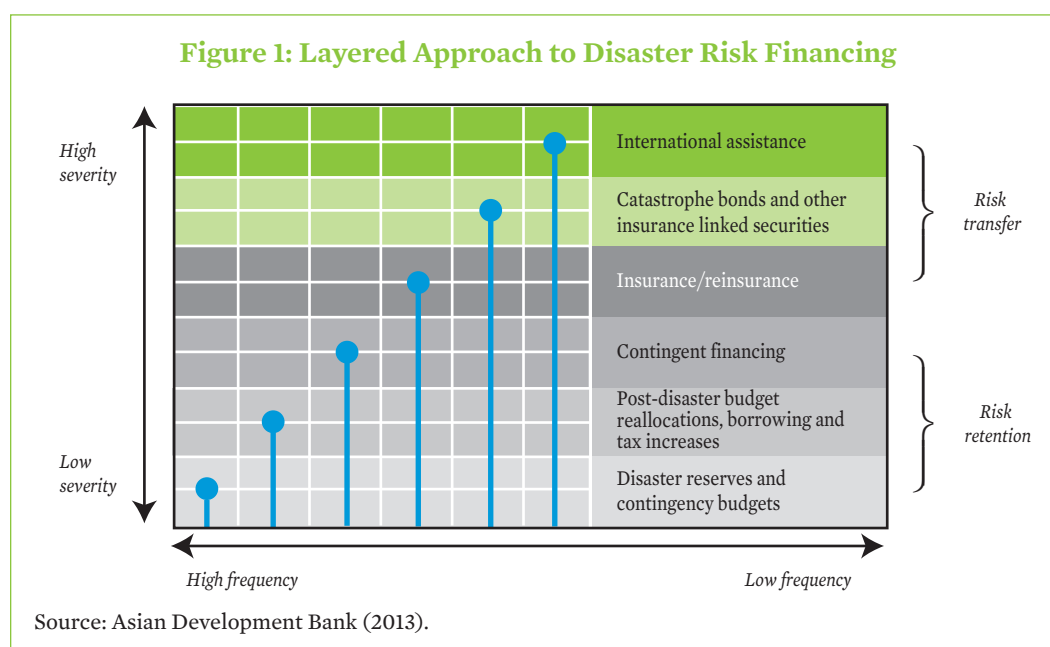 Figure 1: Layered Approach to Disaster Risk Financing
High
severity
Low
severity
International assistance
Catastrophe bonds and other
insurance linked securities
Insurance/reinsurance
Contingent financing
Post-disaster budget
reallocations, borrowing and
tax increases
Disaster reserves and
contingency budgets
Risk
transfer
Risk
retention
High frequency
Low frequency
Source: Asian Development Bank (2013).